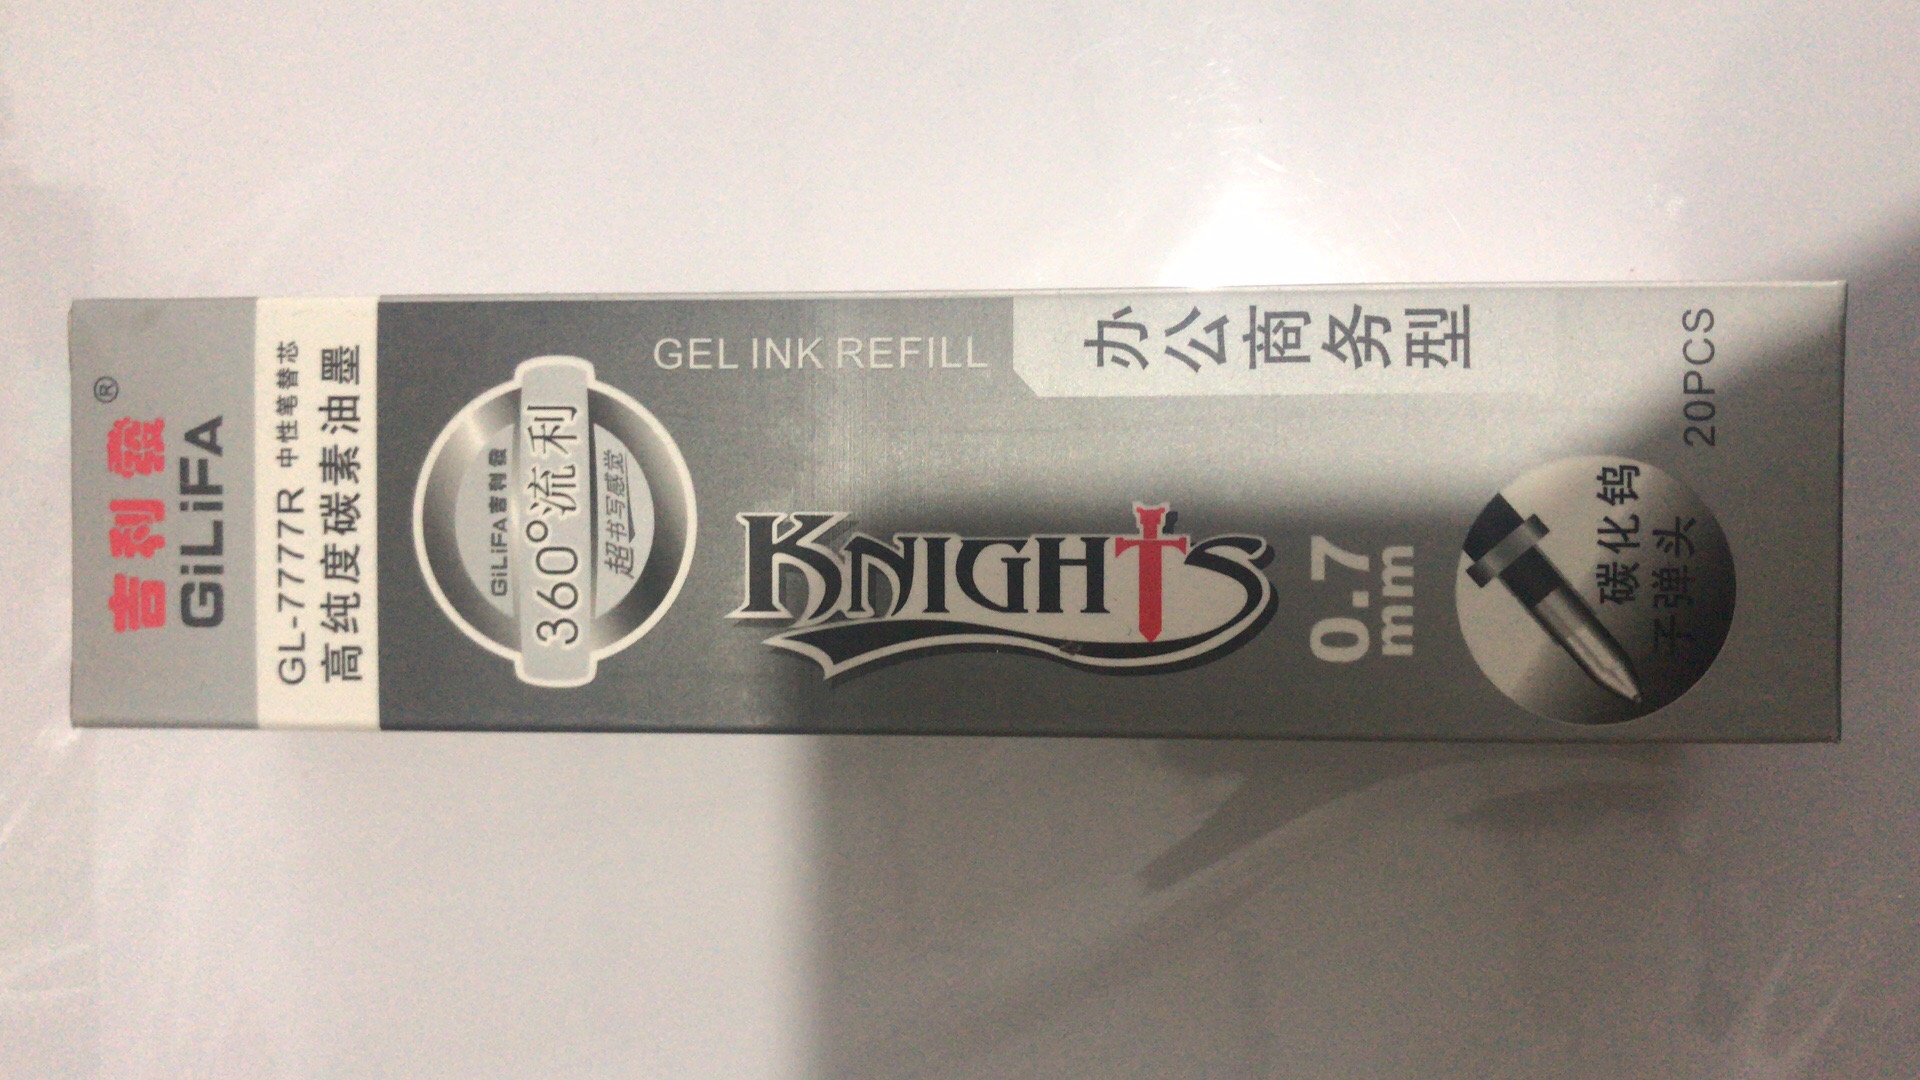 吉利發®
GiLiFA
GL-7777R 中性笔替芯
高纯度碳素油墨
GiLiFA吉利發
360°流利
超书写感觉
GEL INK REFILL
办公商务型
KNIGHTS
0.7
mm
碳化钨
子弹头
20PCS